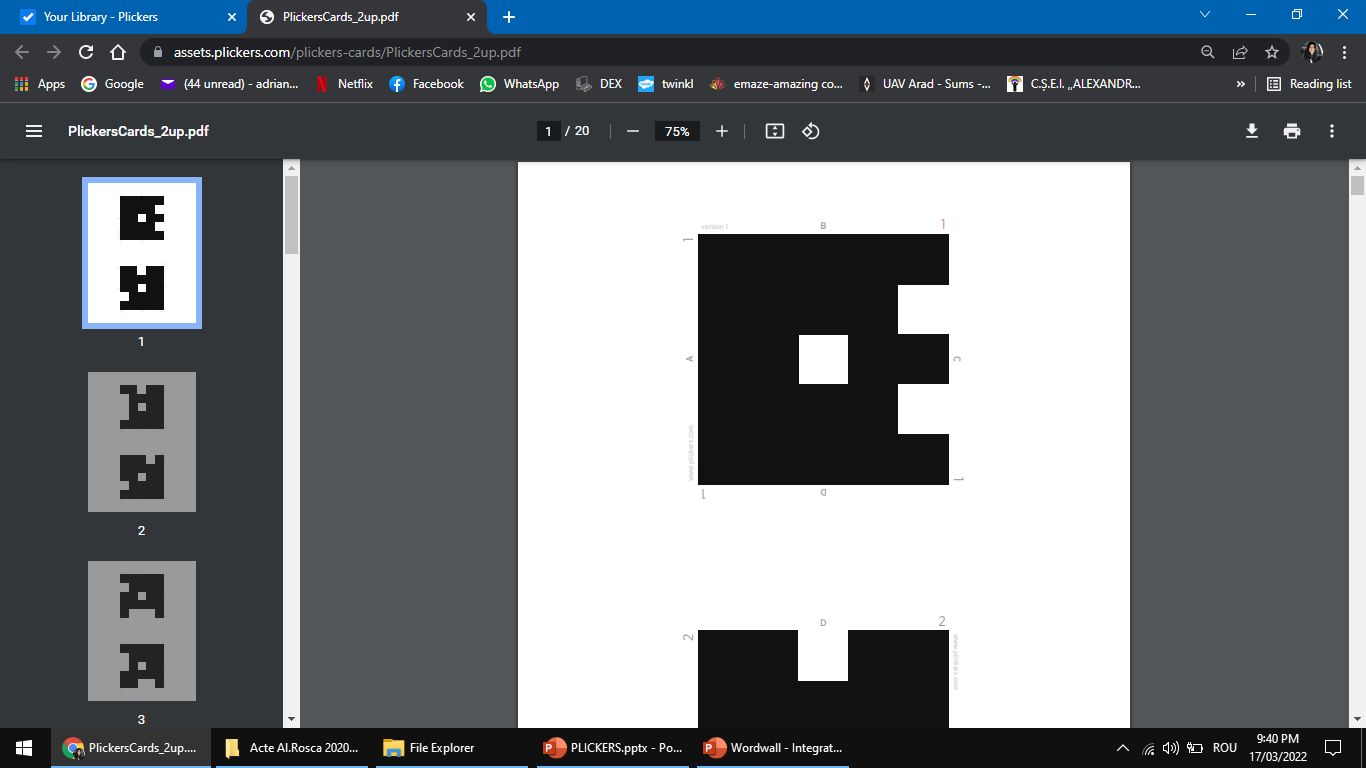 Your Library - Plickers
PlickersCards_2up.pdf
assets.plickers.com/plickers-cards/PlickersCards_2up.pdf
Apps Google (44 unread) - adrian... Netflix Facebook WhatsApp DEX twinkl emaze-amazing co... UAV Arad - Sums -... C.Ș.E.I. ,,ALEXANDR... » Reading list
PlickersCards_2up.pdf 1 / 20 75%
1
2
3
version 1 B 1
1
A
C
www.plickers.com
1
1 D
D 2
2
www.plickers.com
PlickersCards_2up.... Acte Al.Rosca 2020... File Explorer PLICKERS.pptx - Po... Wordwall - Integrat... ROU 9:40 PM
17/03/2022